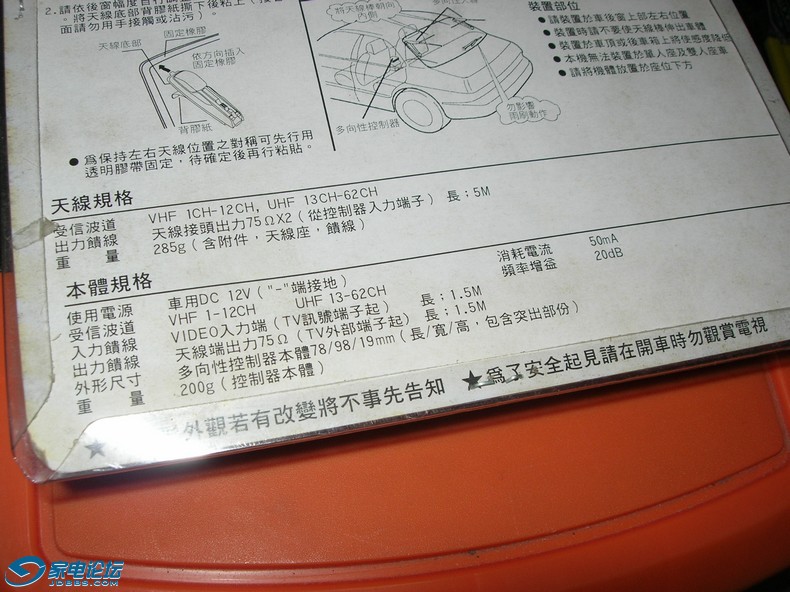 2.請依後窗幅度自行調
。將天線底部背膠紙撕下後粘上（按
面請勿用手接觸或沾污）。
天線底部
固定橡膠
依方向插入
固定橡膠
背膠紙
● 爲保持左右天線位置之對稱可先行用
透明膠帶固定，待確定後再行粘貼。
將天線棒朝向
內側
多向性控制器
勿影響
雨刷動作
裝置部位
● 請裝置於車後窗上部左右位置
● 裝置時請不要使天線棒伸出車體
● 裝置於車頂或後車箱上將使感度降低
● 本機無法裝置於單人座及雙人座車
● 請將機體放置於座位下方
天線規格
受信波道 VHF 1CH-12CH, UHF 13CH-62CH
出力饋線 天線接頭出力75ΩX2（從控制器入力端子） 長；5M
重 量 285g（含附件，天線座，饋線）
本體規格
使用電源 車用DC 12V（"-"端接地） 消耗電流 50mA
受信波道 VHF 1-12CH UHF 13-62CH 頻率增益 20dB
入力饋線 VIDEO入力端（TV訊號端子起） 長：1.5M
出力饋線 天線端出力75Ω（TV外部端子起） 長：1.5M
外形尺寸 多向性控制器本體78/98/19mm（長/寬/高，包含突出部份）
重 量 200g（控制器本體）
★ 外觀若有改變將不事先告知 ★爲了安全起見請在開車時勿觀賞電視
家电论坛
JDBBS.COM